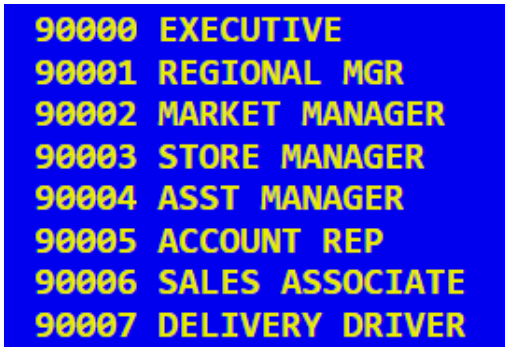 90000 EXECUTIVE
90001 REGIONAL MGR
90002 MARKET MANAGER
90003 STORE MANAGER
90004 ASST MANAGER
90005 ACCOUNT REP
90006 SALES ASSOCIATE
90007 DELIVERY DRIVER